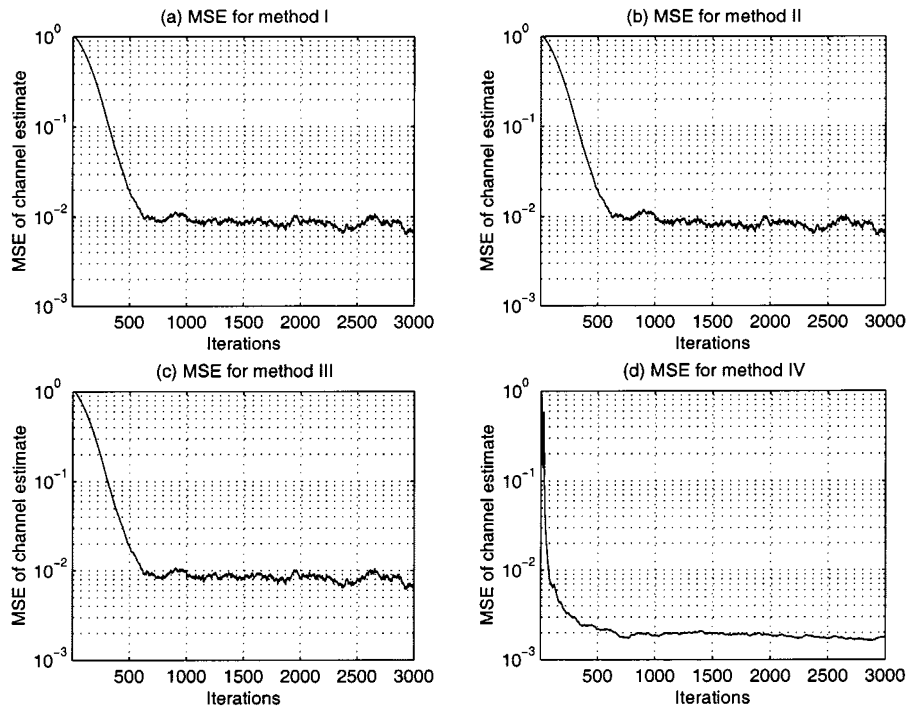 (a) MSE for method I
MSE of channel estimate
10^0
10^-1
10^-2
10^-3
500 1000 1500 2000 2500 3000
Iterations
(b) MSE for method II
MSE of channel estimate
10^0
10^-1
10^-2
10^-3
500 1000 1500 2000 2500 3000
Iterations
(c) MSE for method III
MSE of channel estimate
10^0
10^-1
10^-2
10^-3
500 1000 1500 2000 2500 3000
Iterations
(d) MSE for method IV
MSE of channel estimate
10^0
10^-1
10^-2
10^-3
500 1000 1500 2000 2500 3000
Iterations